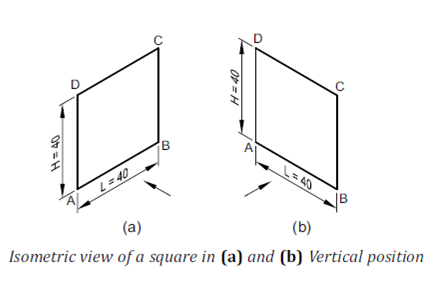 C
D
D
C
H = 40
H = 40
B
A
A
B
L = 40
L = 40
(a)
(b)
Isometric view of a square in (a) and (b) Vertical position